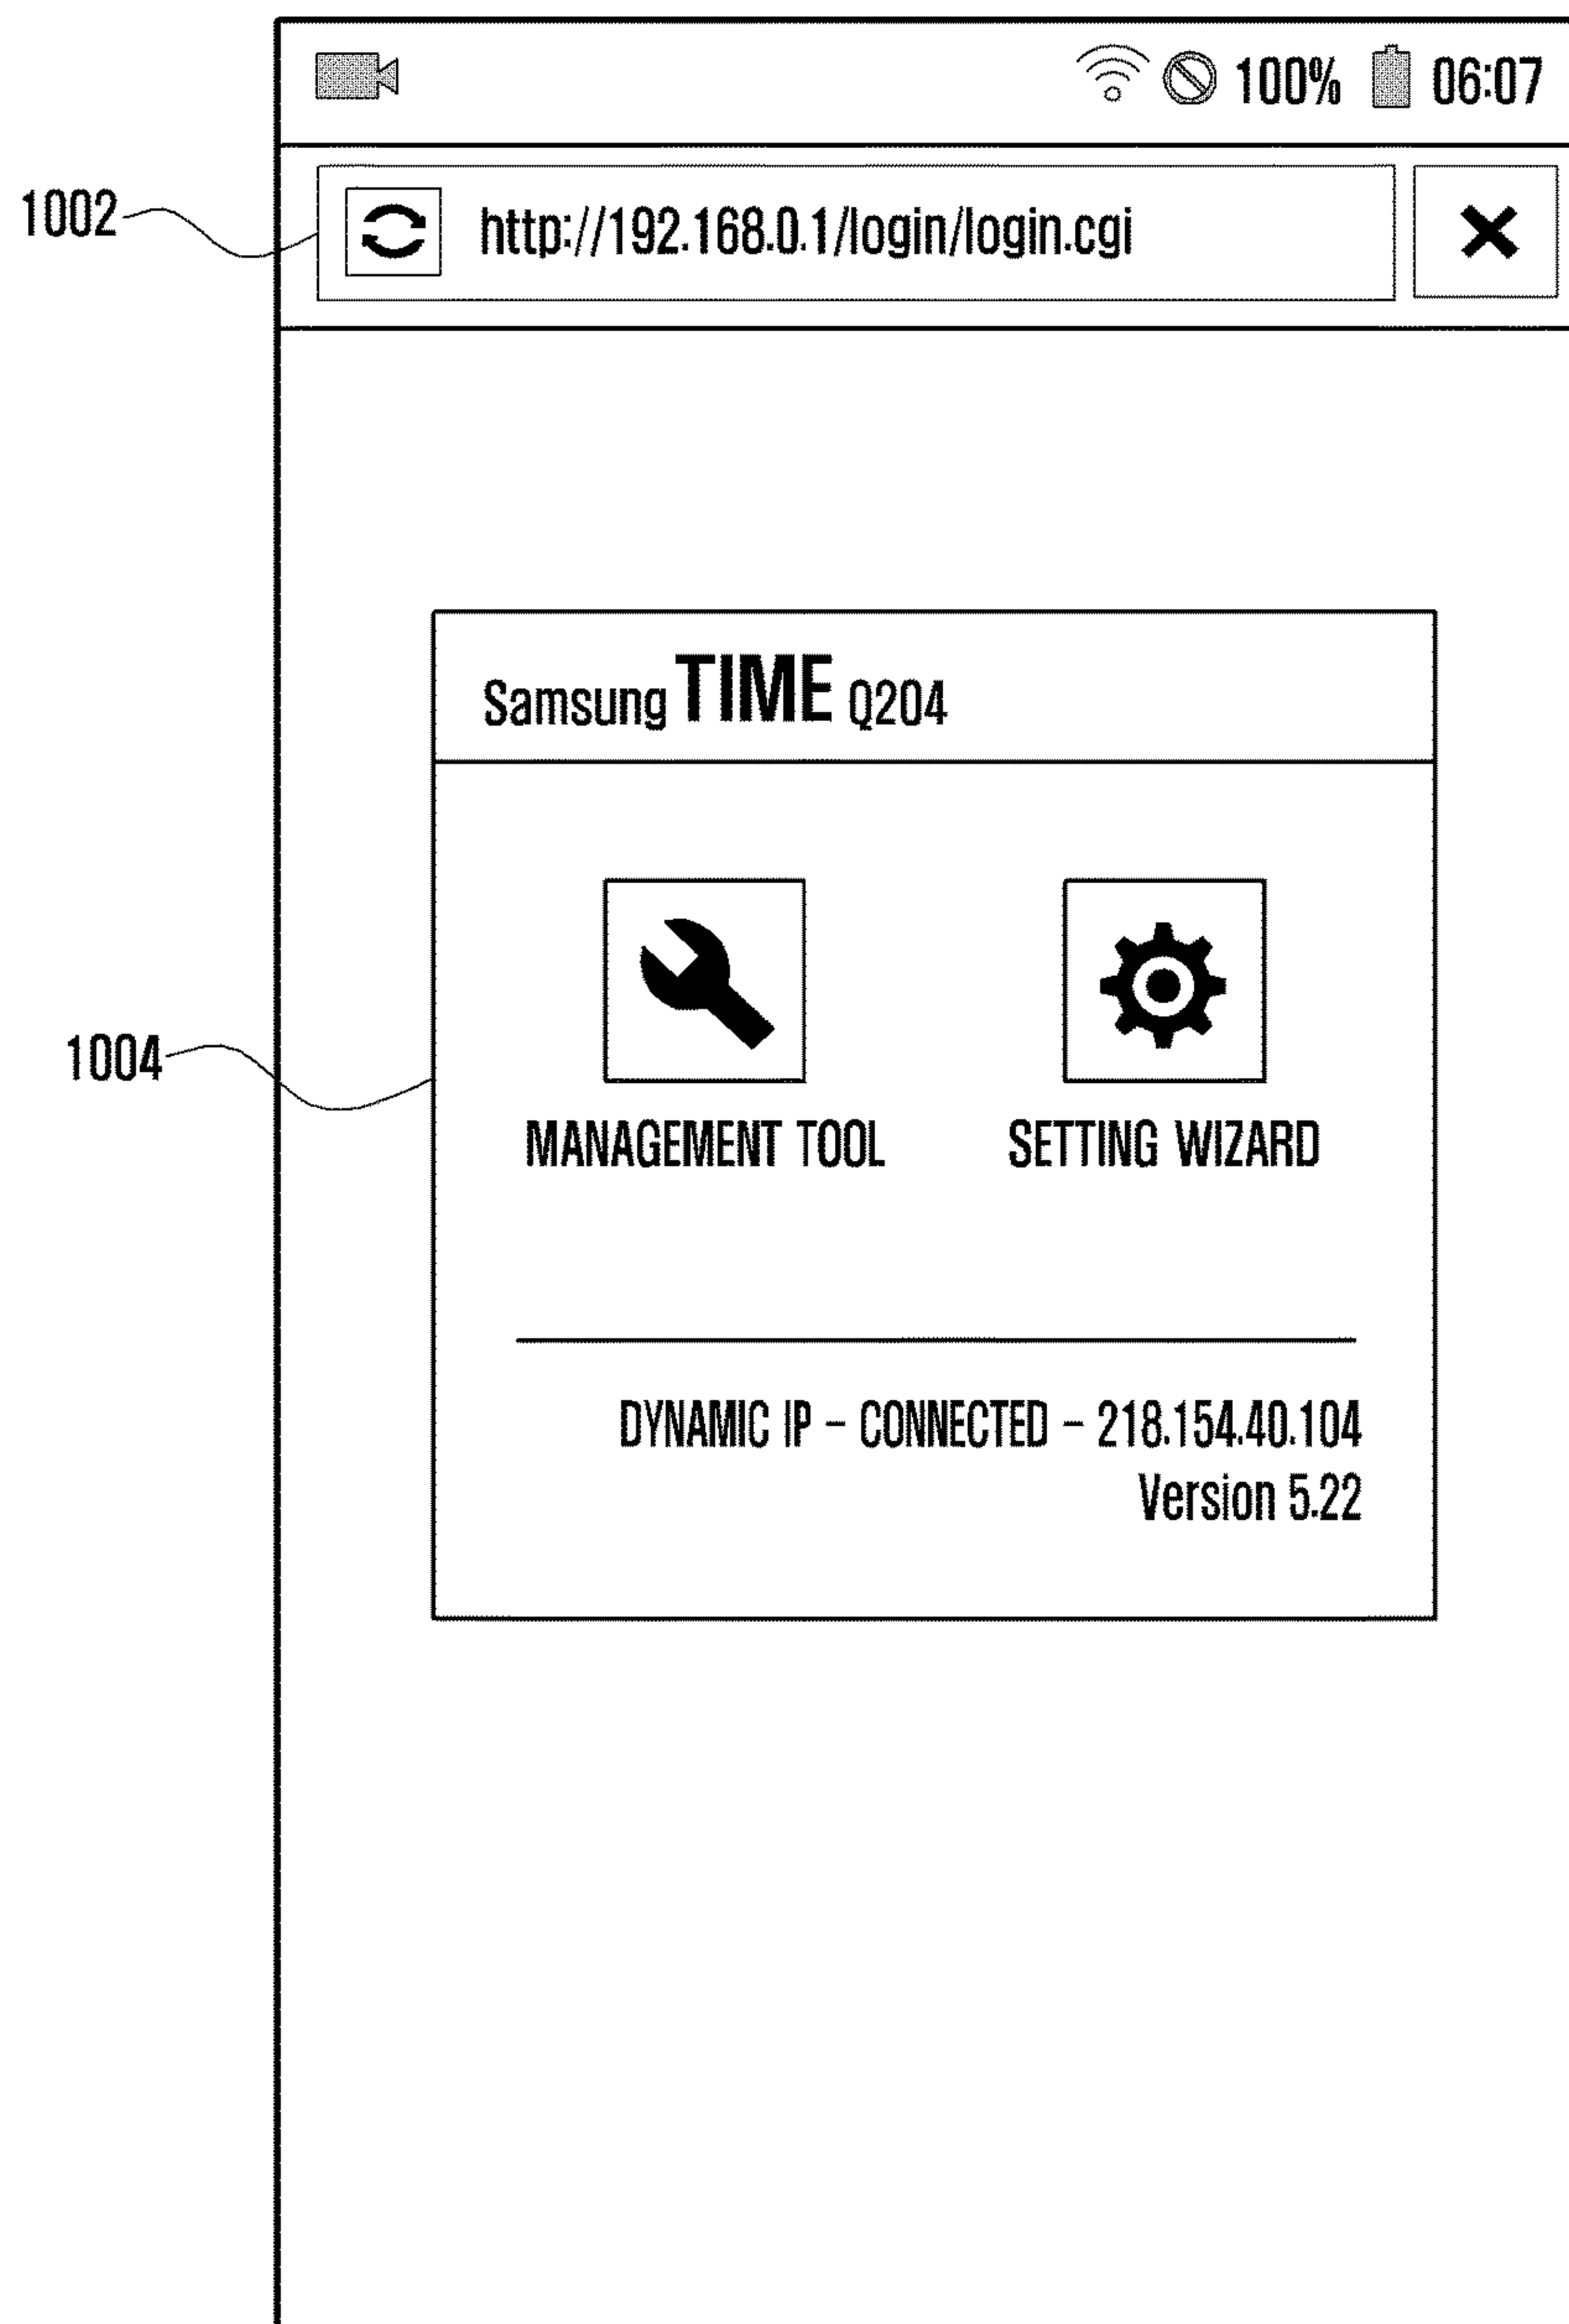 100% 06:07
1002
http://192.168.0.1/login/login.cgi
Samsung TIME Q204
1004
MANAGEMENT TOOL SETTING WIZARD
DYNAMIC IP – CONNECTED – 218.154.40.104
Version 5.22